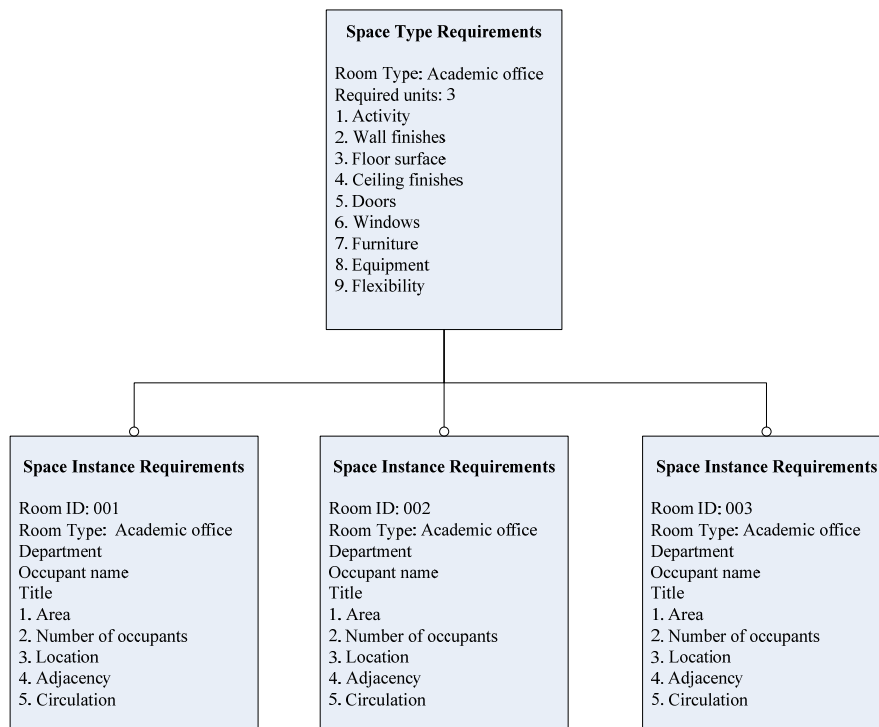 Space Type Requirements
Room Type: Academic office
Required units: 3
1. Activity
2. Wall finishes
3. Floor surface
4. Ceiling finishes
5. Doors
6. Windows
7. Furniture
8. Equipment
9. Flexibility
Space Instance Requirements
Room ID: 001
Room Type: Academic office
Department
Occupant name
Title
1. Area
2. Number of occupants
3. Location
4. Adjacency
5. Circulation
Space Instance Requirements
Room ID: 002
Room Type: Academic office
Department
Occupant name
Title
1. Area
2. Number of occupants
3. Location
4. Adjacency
5. Circulation
Space Instance Requirements
Room ID: 003
Room Type: Academic office
Department
Occupant name
Title
1. Area
2. Number of occupants
3. Location
4. Adjacency
5. Circulation